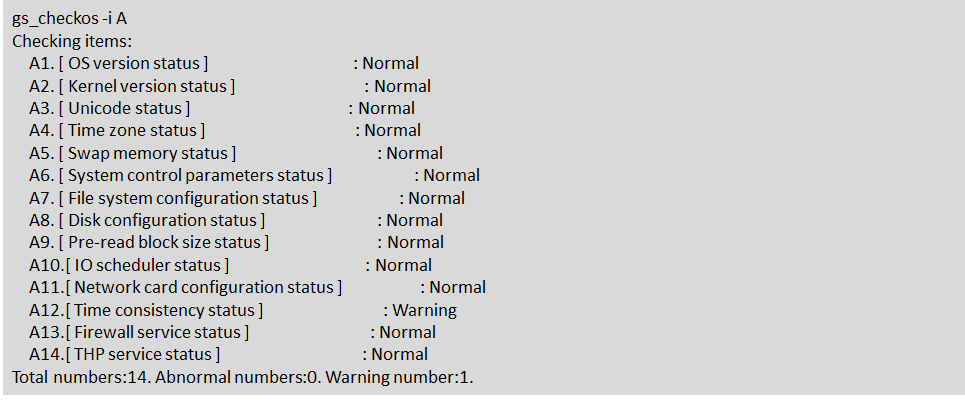 gs_checkos -i A
Checking items:
A1. [ OS version status ] : Normal
A2. [ Kernel version status ] : Normal
A3. [ Unicode status ] : Normal
A4. [ Time zone status ] : Normal
A5. [ Swap memory status ] : Normal
A6. [ System control parameters status ] : Normal
A7. [ File system configuration status ] : Normal
A8. [ Disk configuration status ] : Normal
A9. [ Pre-read block size status ] : Normal
A10.[ IO scheduler status ] : Normal
A11.[ Network card configuration status ] : Normal
A12.[ Time consistency status ] : Warning
A13.[ Firewall service status ] : Normal
A14.[ THP service status ] : Normal
Total numbers:14. Abnormal numbers:0. Warning number:1.